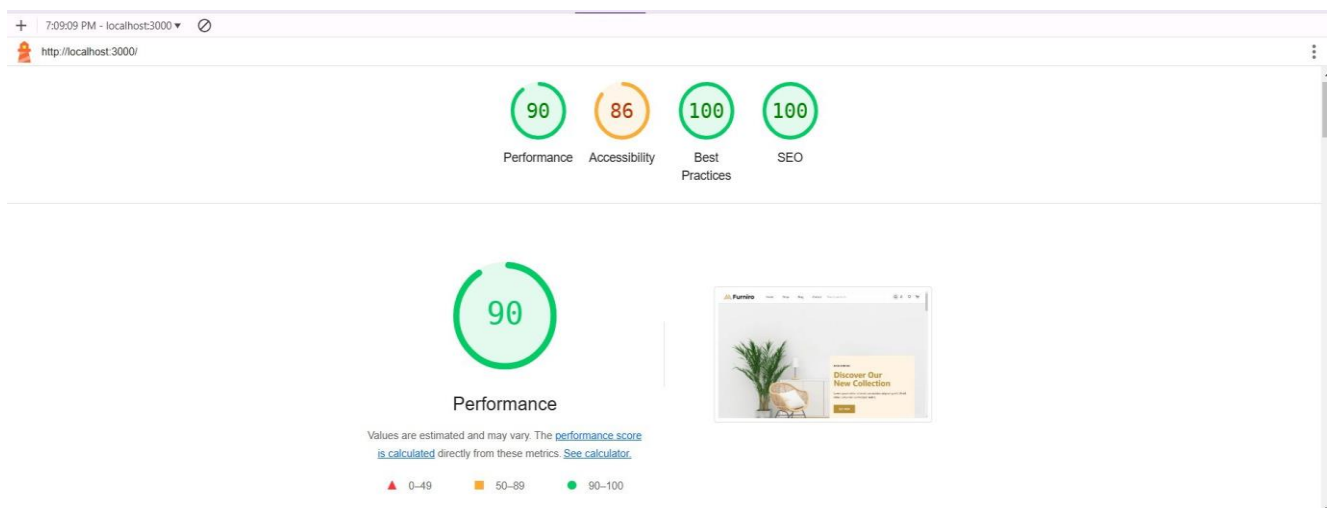 7:09:09 PM - localhost:3000
http://localhost:3000/
90
86
100
100
Performance
Accessibility
Best
Practices
SEO
90
Performance
Values are estimated and may vary. The performance score
is calculated directly from these metrics. See calculator.
0–49
50–89
90–100
Furniro
Home Shop
Discover Our
New Collection